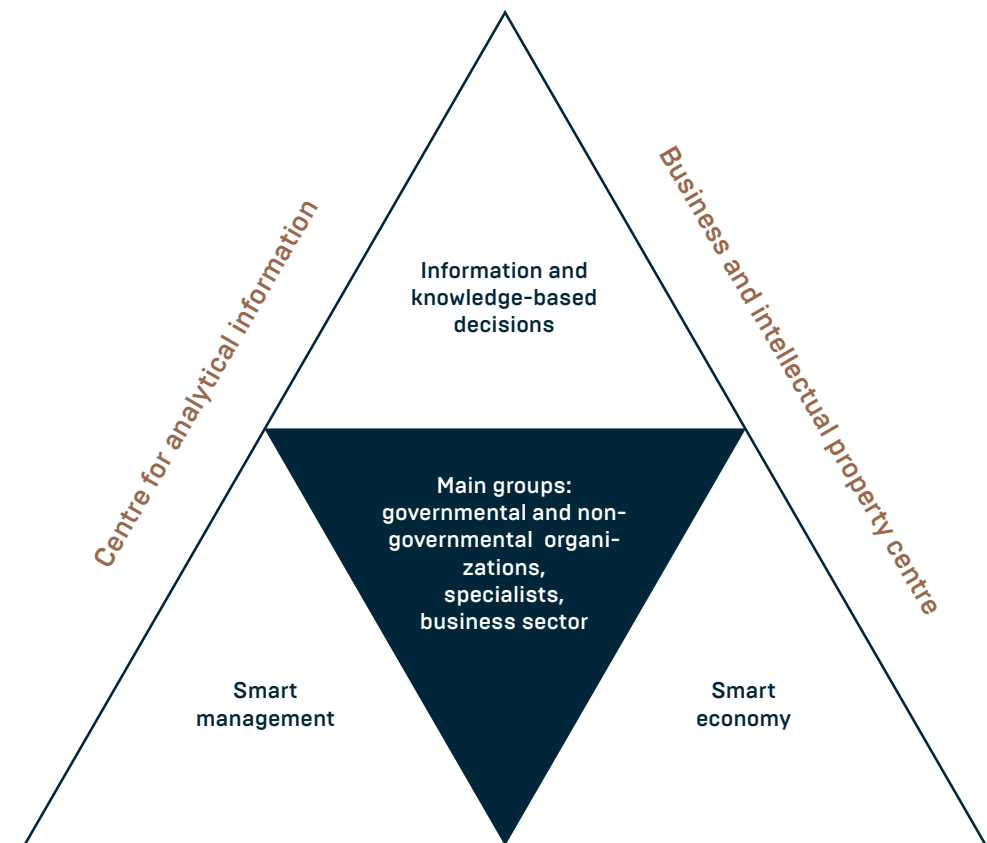 Centre for analytical information
Business and intellectual property centre
Information and
knowledge-based
decisions
Main groups:
governmental and non-
governmental  organi-
zations,
specialists,
business sector
Smart
management
Smart
economy